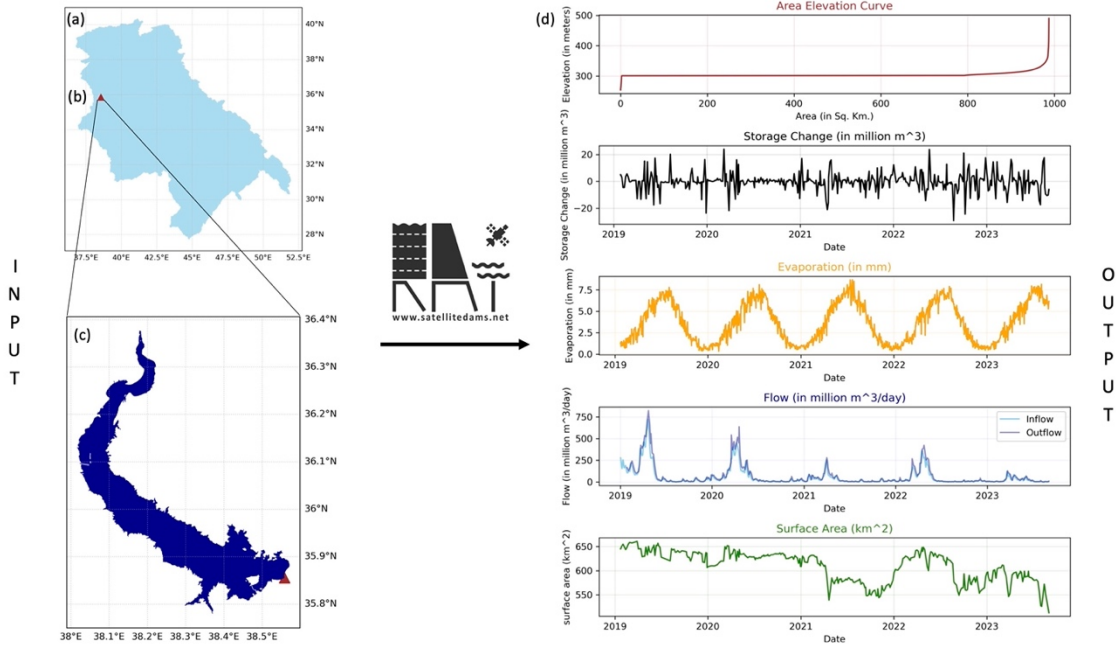 INPUT
(a)
40°N
38°N
36°N
34°N
32°N
30°N
28°N
37.5°E 40°E 42.5°E 45°E 47.5°E 50°E 52.5°E
(b)
(c)
36.4°N
36.3°N
36.2°N
36.1°N
36°N
35.9°N
35.8°N
38°E 38.1°E 38.2°E 38.3°E 38.4°E 38.5°E
RAT
www.satellitedams.net
(d)
Area Elevation Curve
Elevation (in meters)
500
400
300
0 200 400 600 800 1000
Area (in Sq. Km.)
Storage Change (in million m^3)
Storage Change (in million m^3)
20
0
−20
2019 2020 2021 2022 2023
Date
Evaporation (in mm)
Evaporation (in mm)
7.5
5.0
2.5
0.0
2019 2020 2021 2022 2023
Date
Flow (in million m^3/day)
Flow (in million m^3/day)
750
500
250
0
Inflow
Outflow
2019 2020 2021 2022 2023
Date
Surface Area (km^2)
surface area (km^2)
650
600
550
2019 2020 2021 2022 2023
Date
OUTPUT